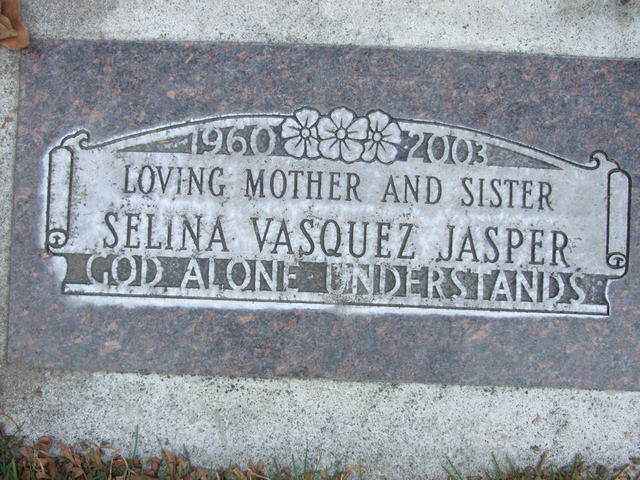 1960 2003
LOVING MOTHER AND SISTER
SELINA VASQUEZ JASPER
GOD ALONE UNDERSTANDS